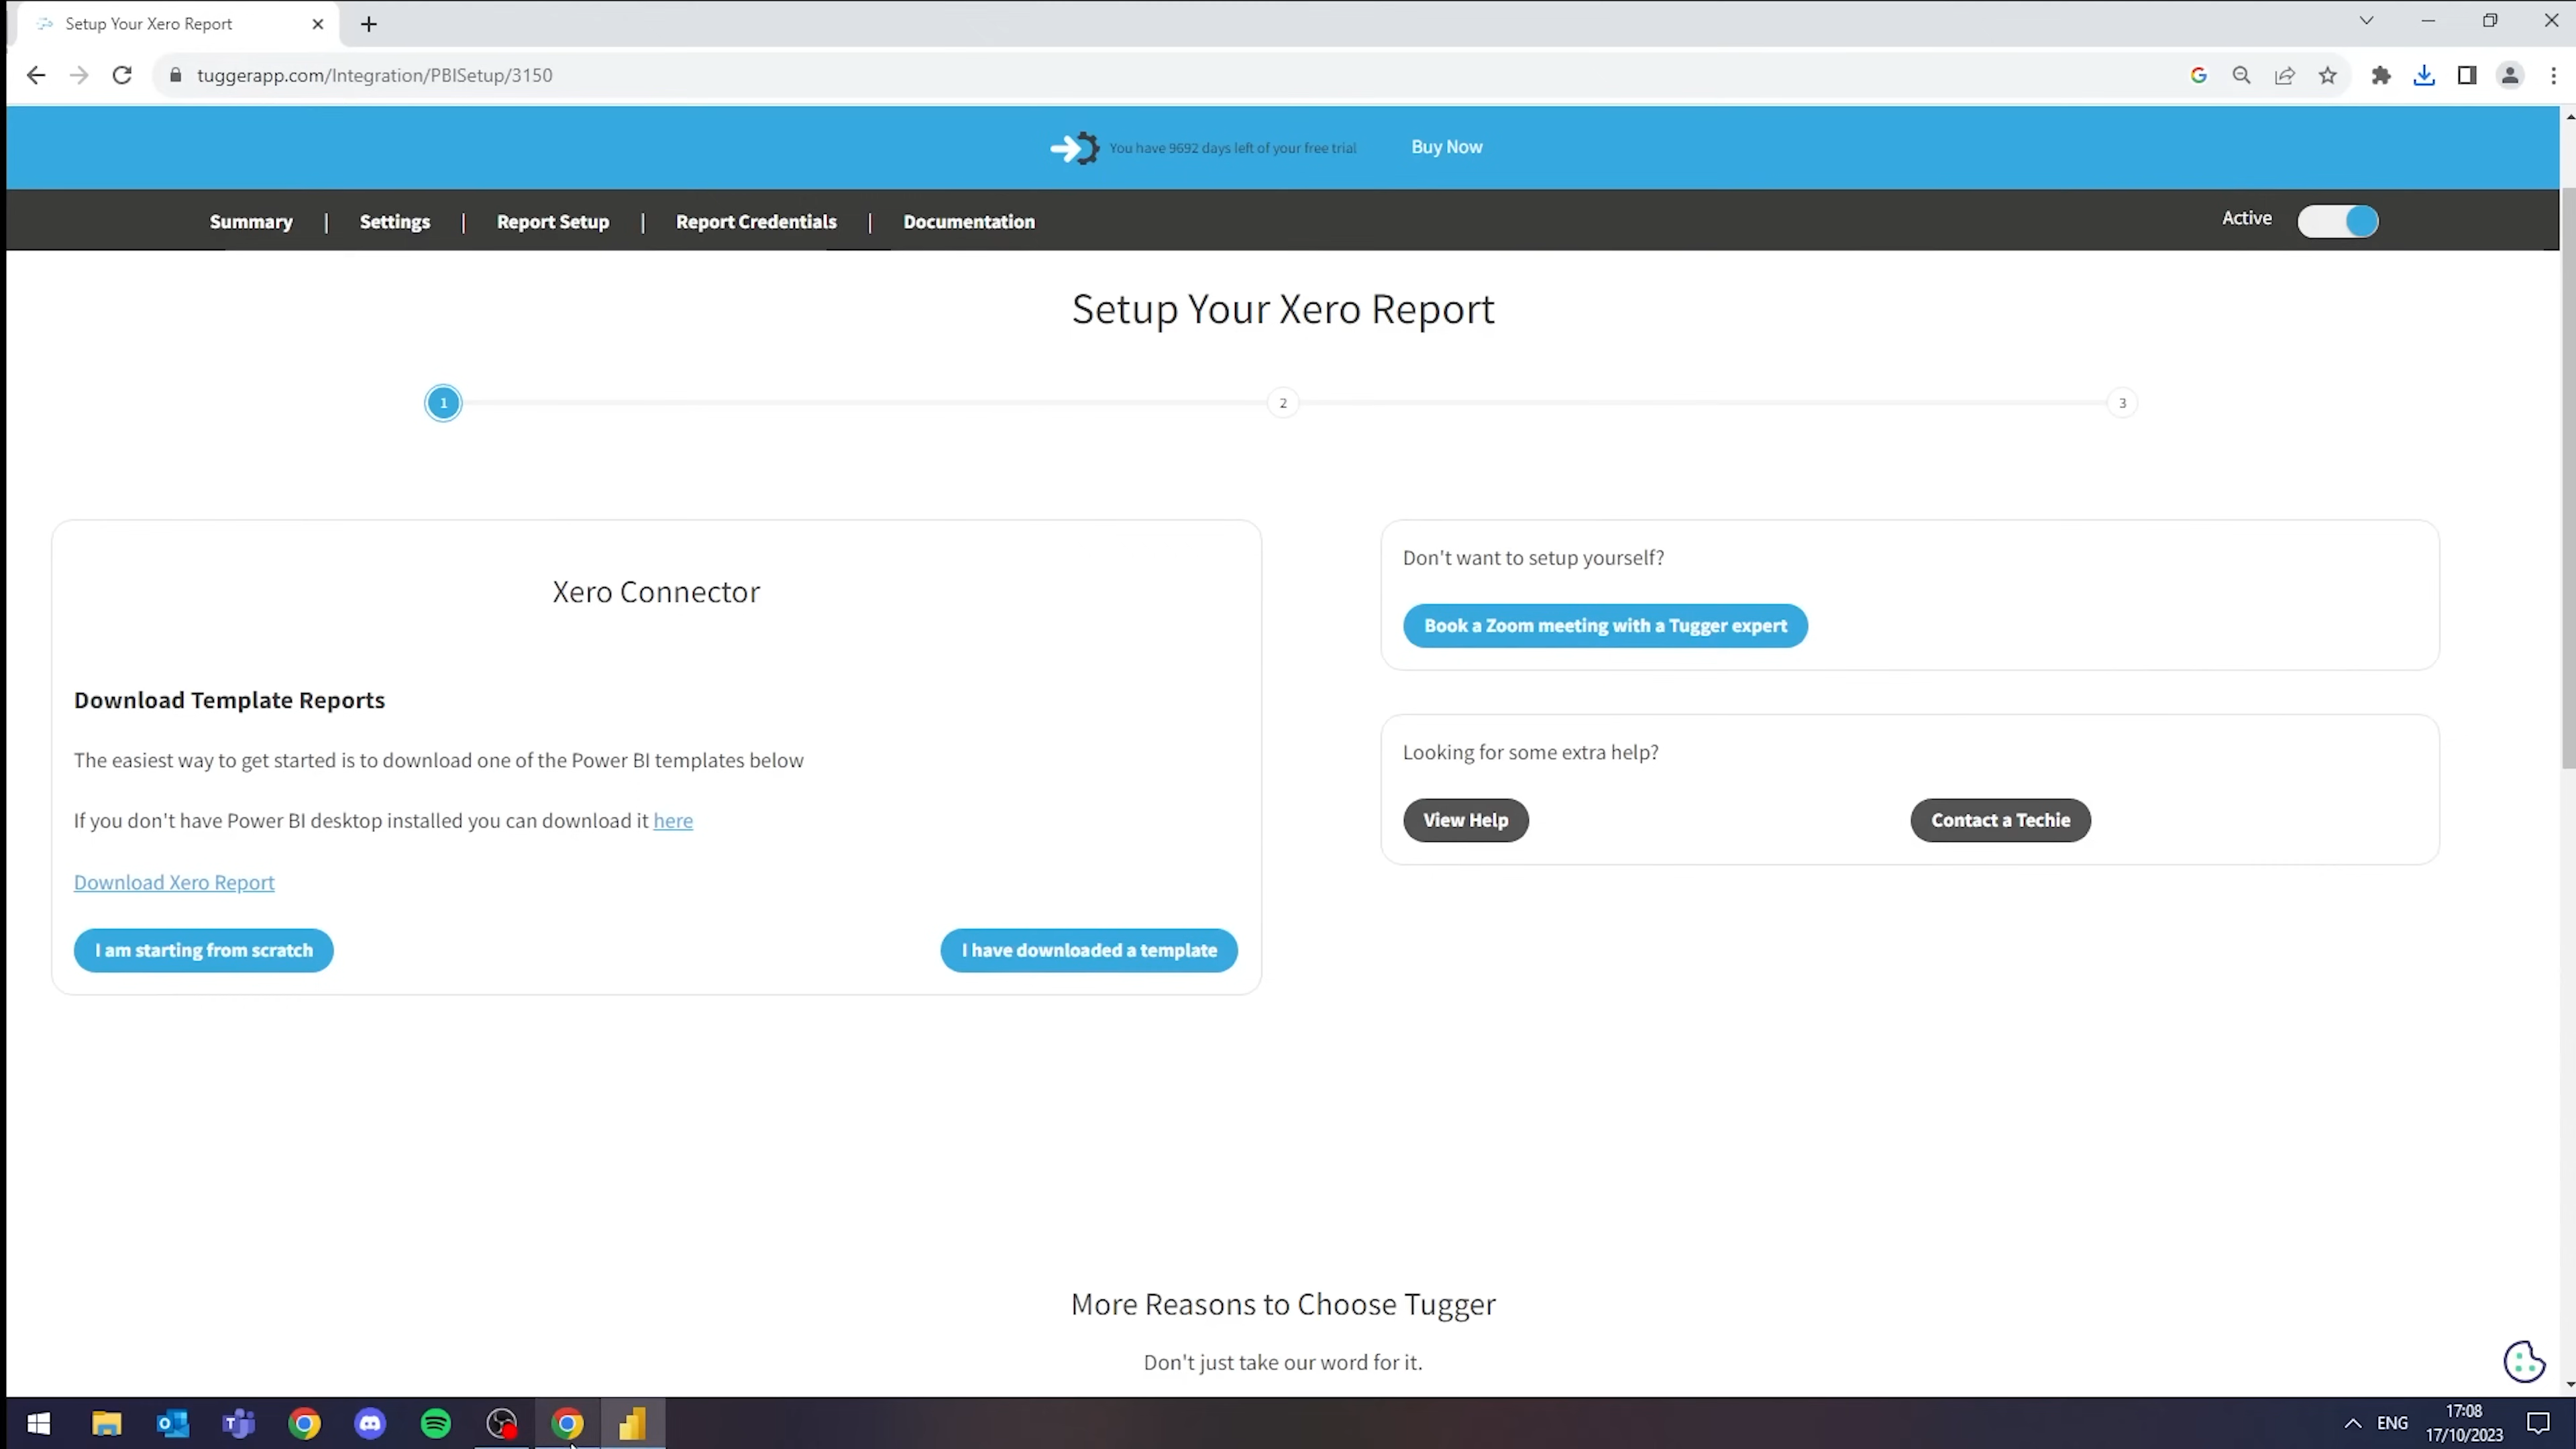 Setup Your Xero Report
tuggerapp.com/Integration/PBISetup/3150
You have 9692 days left of your free trial
Buy Now
Summary | Settings | Report Setup | Report Credentials | Documentation
Active
Setup Your Xero Report
1
2
3
Xero Connector
Download Template Reports
The easiest way to get started is to download one of the Power BI templates below
If you don't have Power BI desktop installed you can download it here
Download Xero Report
I am starting from scratch
I have downloaded a template
Don't want to setup yourself?
Book a Zoom meeting with a Tugger expert
Looking for some extra help?
View Help
Contact a Techie
More Reasons to Choose Tugger
Don't just take our word for it.
ENG
17:08
17/10/2023